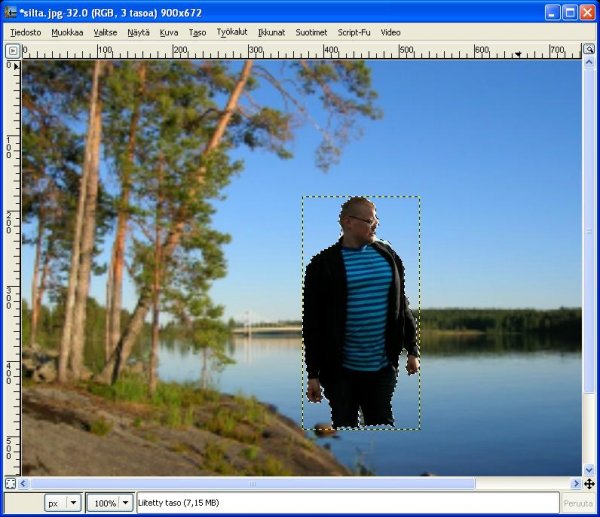 *silta.jpg-32.0 (RGB, 3 tasoa) 900x672
Tiedosto Muokkaa Valitse Näytä Kuva Taso Työkalut Ikkunat Suotimet Script-Fu Video
0 100 200 300 400 500 600 700
0
100
200
300
400
500
px 100% Liitetty taso (7,15 MB) Peruuta